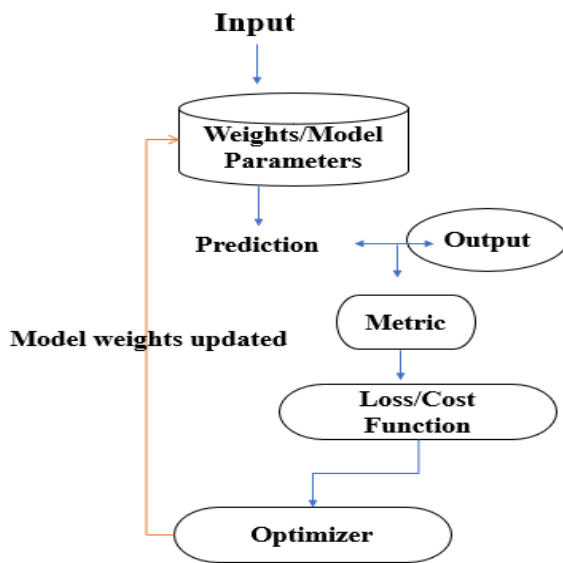 Input
Weights/Model
Parameters
Prediction
Output
Metric
Model weights updated
Loss/Cost
Function
Optimizer